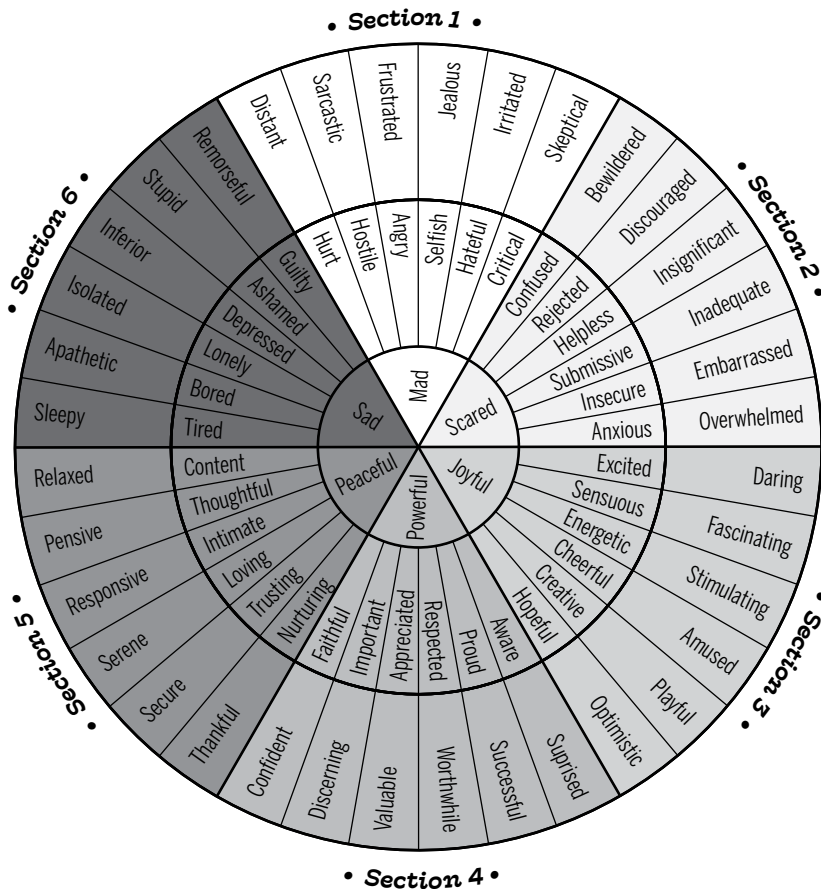 • Section 1 •
Distant
Sarcastic
Frustrated
Jealous
Irritated
Skeptical
Hurt
Hostile
Angry
Selfish
Hateful
Critical
Mad
• Section 2 •
Bewildered
Discouraged
Insignificant
Inadequate
Embarrassed
Overwhelmed
Confused
Rejected
Helpless
Submissive
Insecure
Anxious
Scared
• Section 3 •
Daring
Fascinating
Stimulating
Amused
Playful
Optimistic
Excited
Sensuous
Energetic
Cheerful
Creative
Hopeful
Joyful
• Section 4 •
Suprised
Successful
Worthwhile
Valuable
Discerning
Confident
Aware
Proud
Respected
Appreciated
Important
Faithful
Powerful
• Section 5 •
Thankful
Secure
Serene
Responsive
Pensive
Relaxed
Nurturing
Trusting
Loving
Intimate
Thoughtful
Content
Peaceful
• Section 6 •
Sleepy
Apathetic
Isolated
Inferior
Stupid
Remorseful
Tired
Bored
Lonely
Depressed
Ashamed
Guilty
Sad